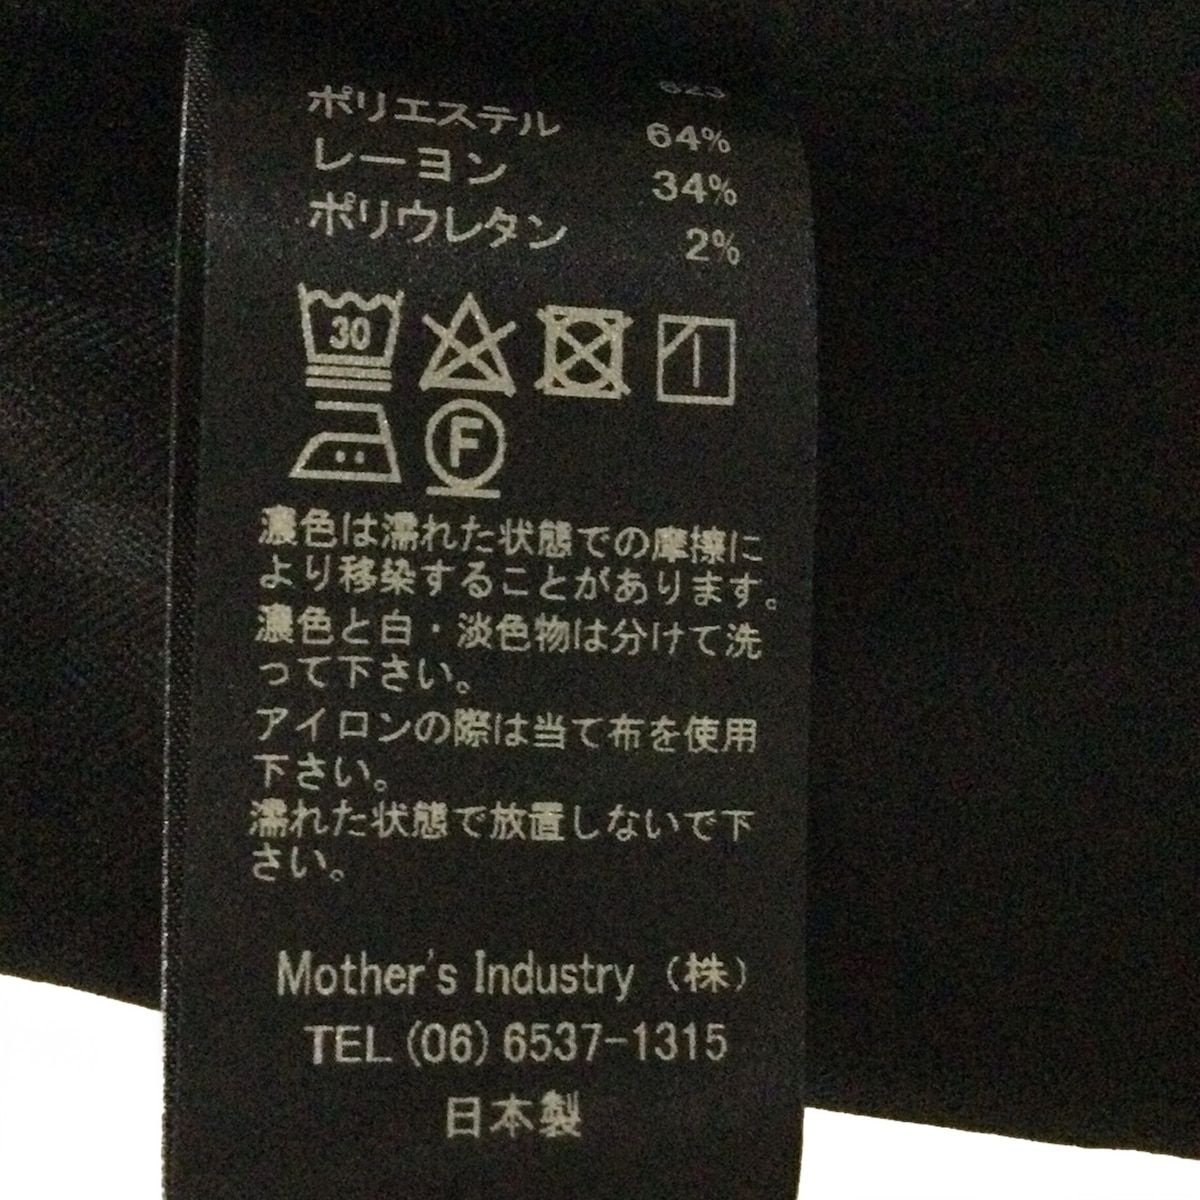 ポリエステル 64%
レーヨン 34%
ポリウレタン 2%
30
F
濃色は濡れた状態での摩擦に
より移染することがあります。
濃色と白・淡色物は分けて洗
って下さい。
アイロンの際は当て布を使用
下さい。
濡れた状態で放置しないで下
さい。
Mother's Industry (株)
TEL (06) 6537-1315
日本製